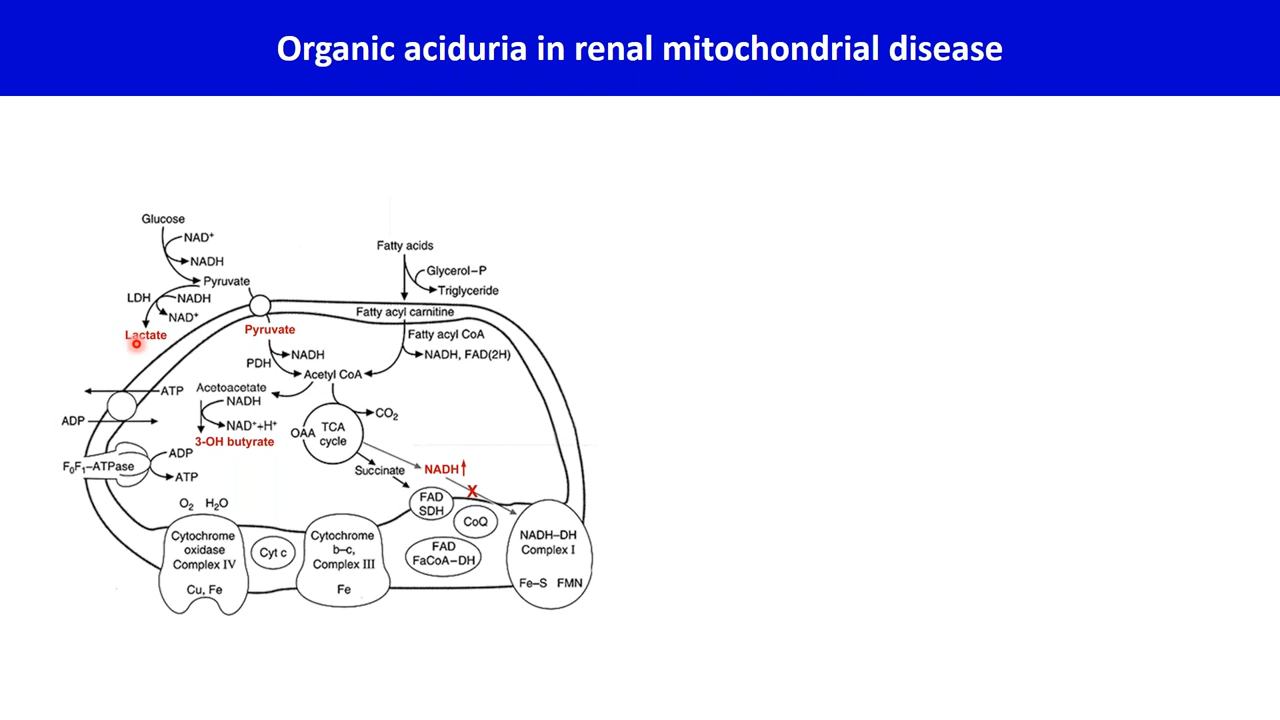 Organic aciduria in renal mitochondrial disease
Glucose
NAD⁺
NADH
Pyruvate
LDH
NADH
NAD⁺
Lactate
Fatty acids
Glycerol–P
Triglyceride
Fatty acyl carnitine
Pyruvate
Fatty acyl CoA
NADH
NADH, FAD(2H)
PDH
Acetyl CoA
ATP
Acetoacetate
NADH
CO₂
ADP
NAD⁺+H⁺
OAA
TCA
cycle
3-OH butyrate
ADP
F₀F₁–ATPase
ATP
Succinate
NADH
X
FAD
SDH
O₂ H₂O
CoQ
Cytochrome
oxidase
Complex IV
Cu, Fe
Cyt c
Cytochrome
b–c,
Complex III
Fe
FAD
FaCoA–DH
NADH–DH
Complex I
Fe–S FMN